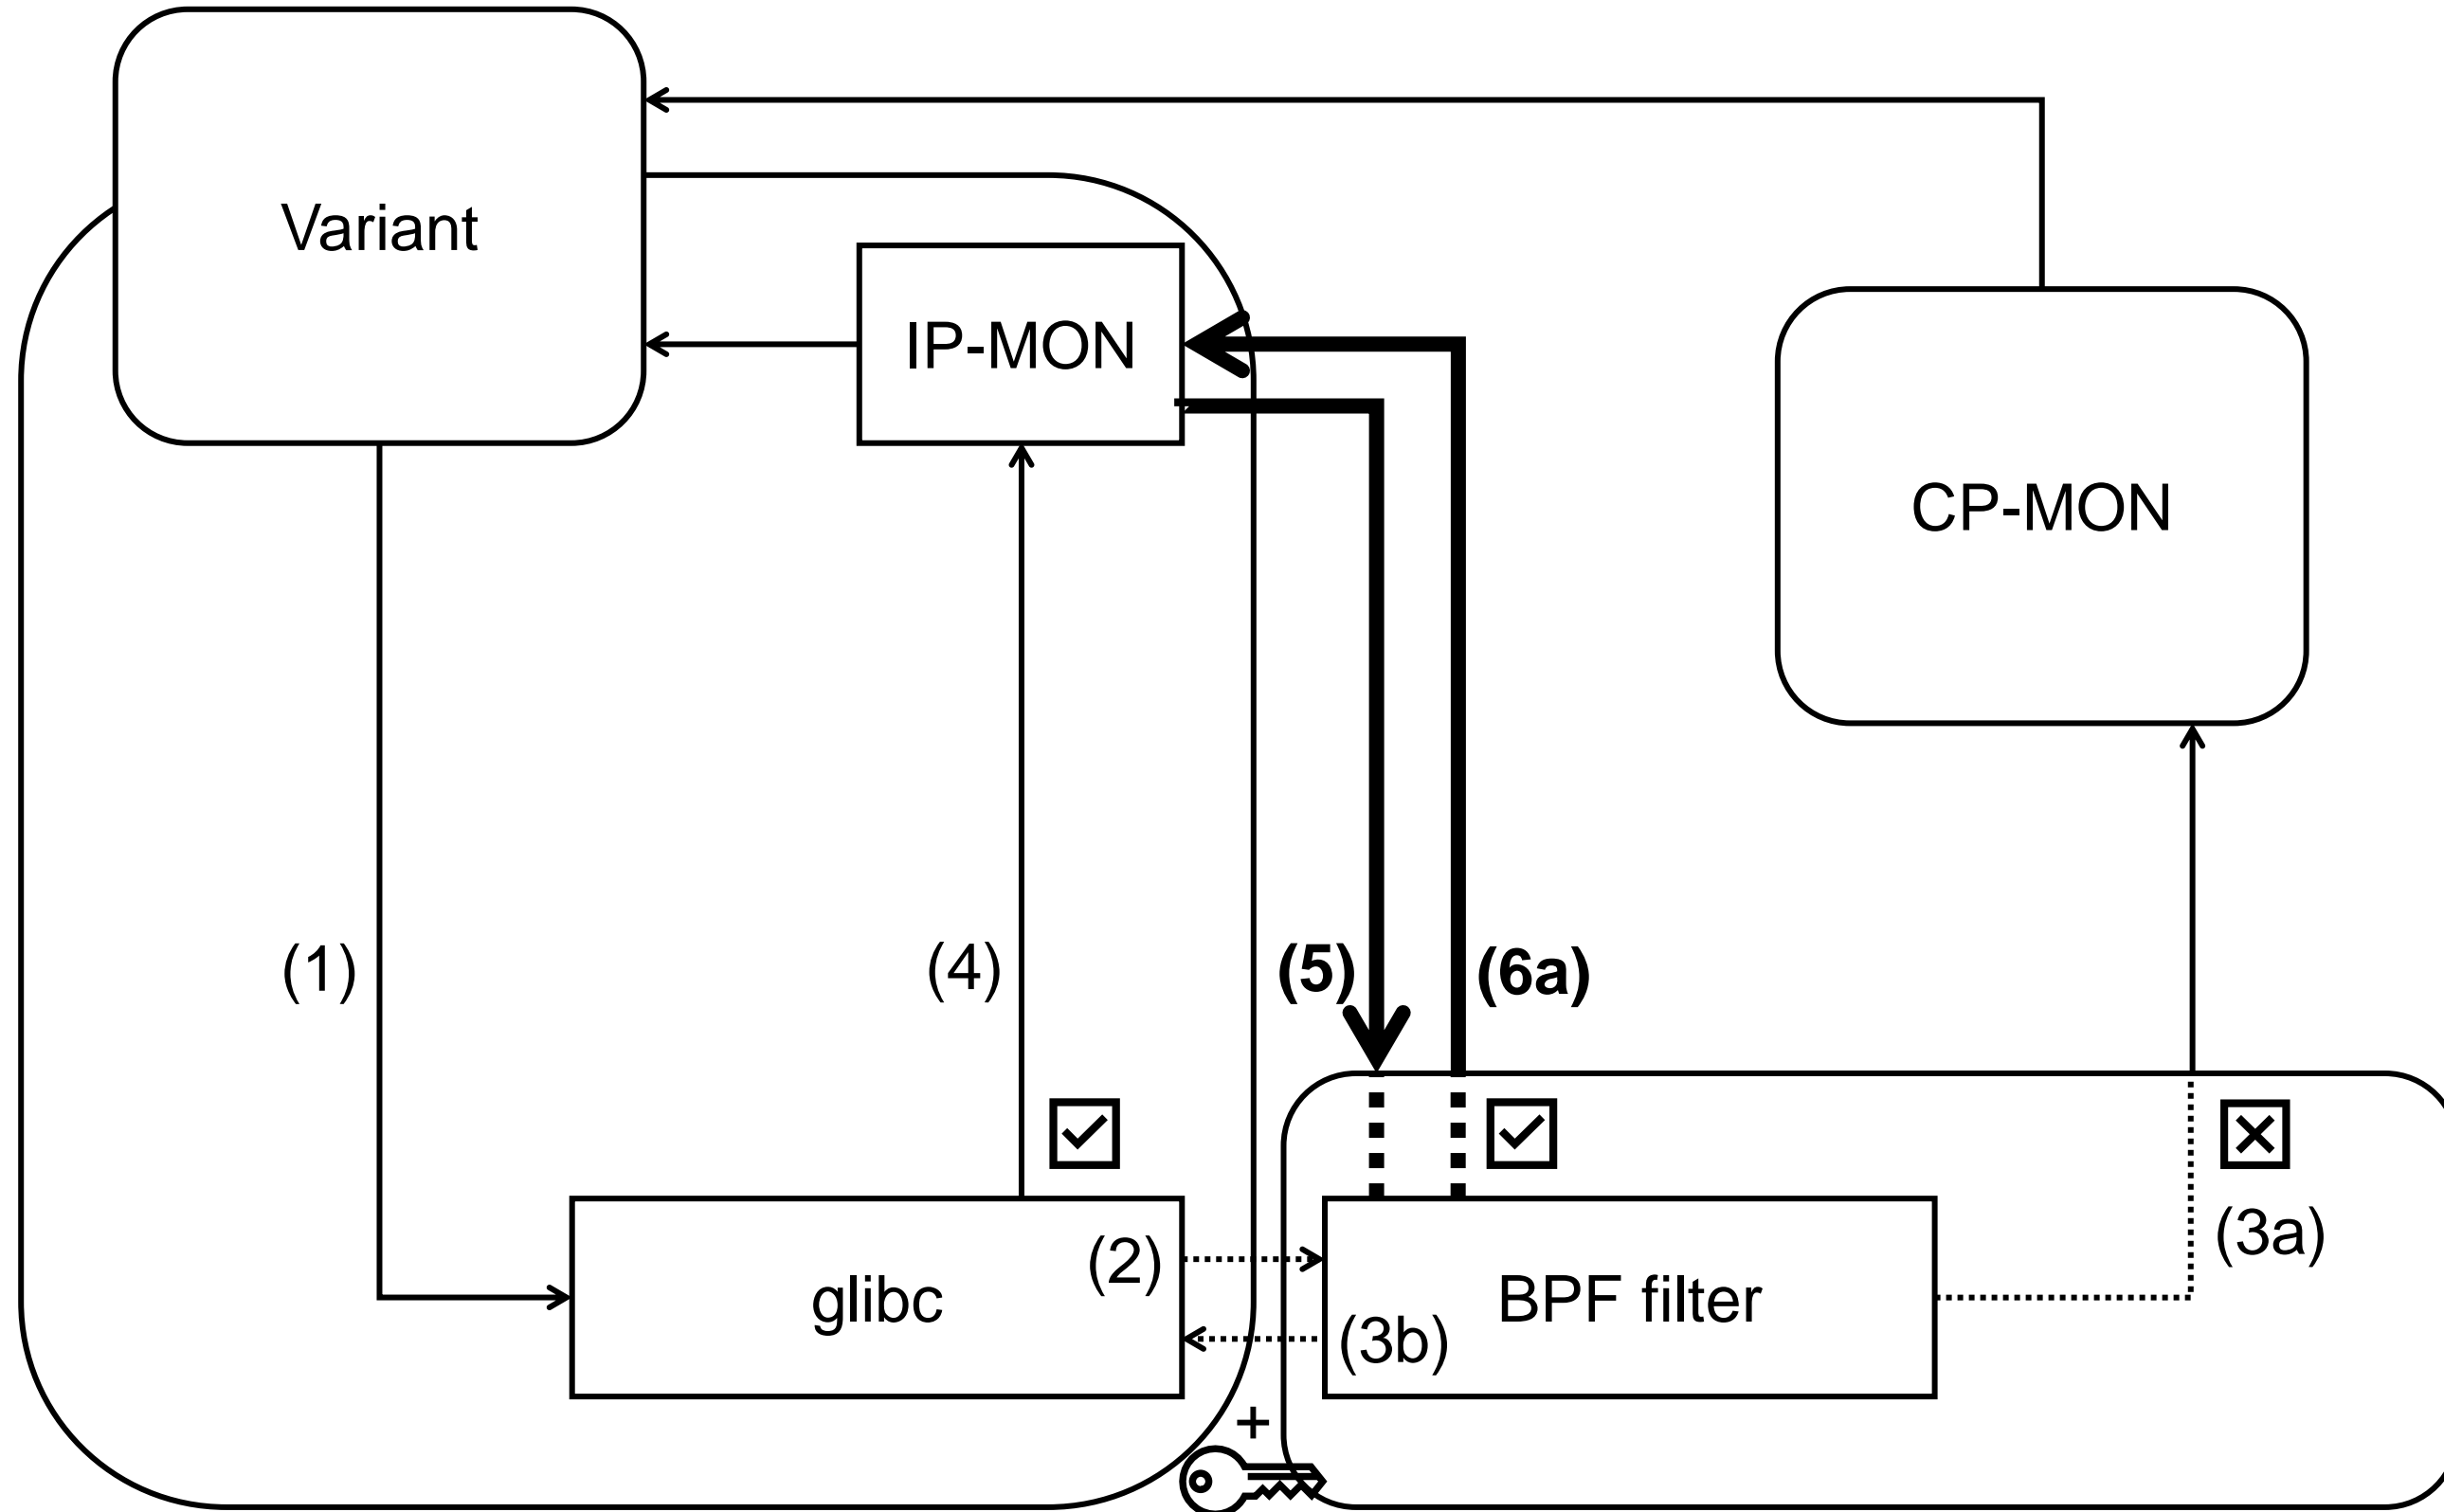 Variant
IP-MON
CP-MON
(1)
(4)
(5)
(6a)
(2)
(3a)
glibc
BPF filter
(3b)
+